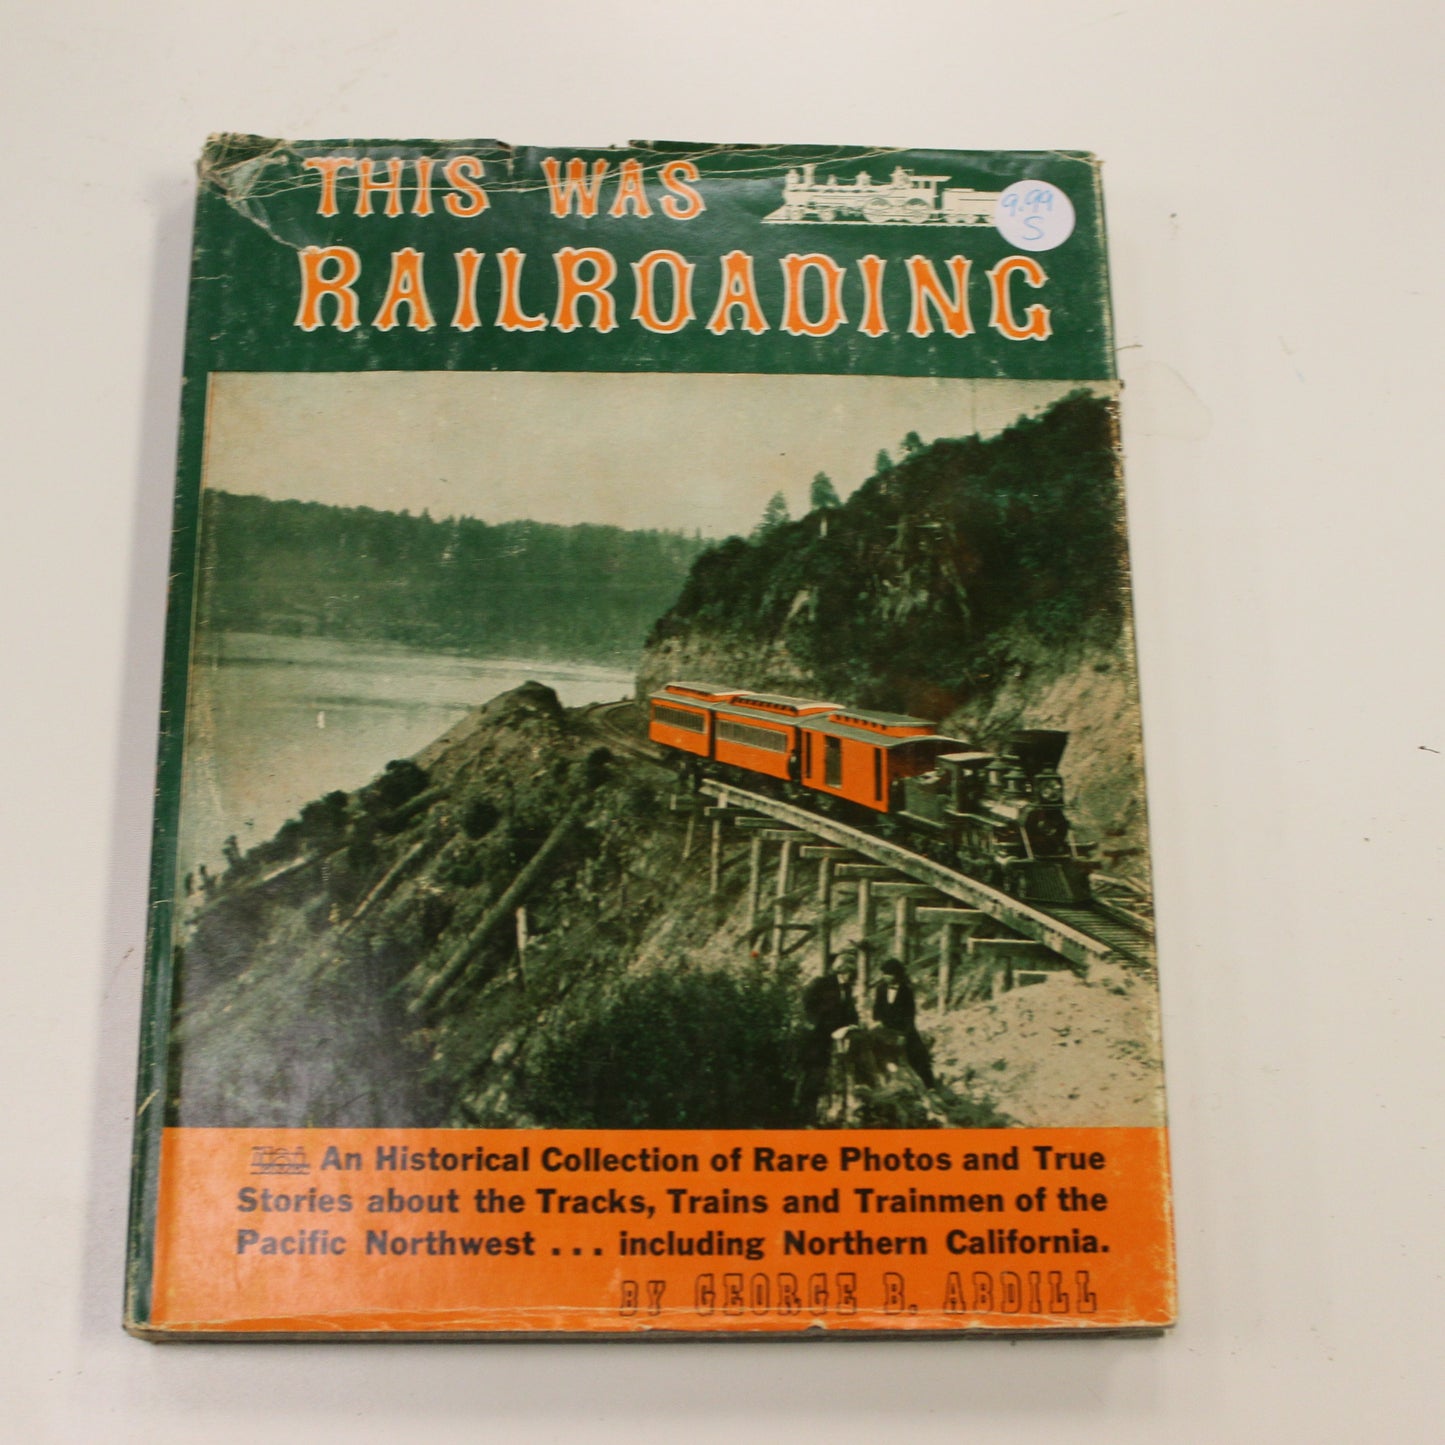 THIS WAS
RAILROADING
9.99
S
An Historical Collection of Rare Photos and True
Stories about the Tracks, Trains and Trainmen of the
Pacific Northwest . . . including Northern California.
BY GEORGE B. ABDILL